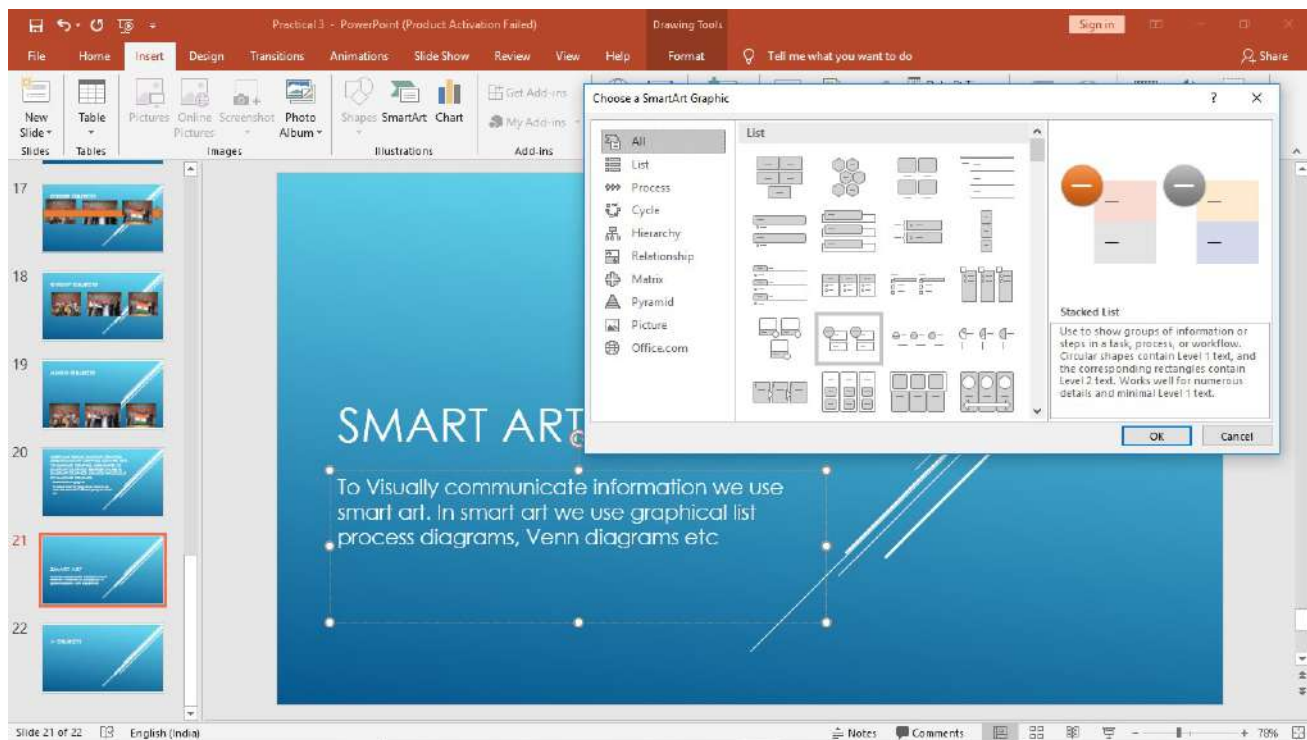 Practical 3 - PowerPoint (Product Activation Failed)
Drawing Tools
Sign in
File Home Insert Design Transitions Animations Slide Show Review View Help Format Tell me what you want to do Share
New Slide
Table
Pictures
Online Pictures
Screenshot
Photo Album
Shapes
SmartArt
Chart
Get Add-ins
My Add-ins
Slides Tables Images Illustrations Add-ins
Choose a SmartArt Graphic
? X
All
List
Process
Cycle
Hierarchy
Relationship
Matrix
Pyramid
Picture
Office.com
List
Stacked List
Use to show groups of information or
steps in a task, process, or workflow.
Circular shapes contain Level 1 text, and
the corresponding rectangles contain
Level 2 text. Works well for numerous
details and minimal Level 1 text.
OK Cancel
17
18
19
20
21
SMART ART
22
SMART ART
To Visually communicate information we use
smart art. In smart art we use graphical list
process diagrams, Venn diagrams etc
Slide 21 of 22 English (India) Notes Comments 78%